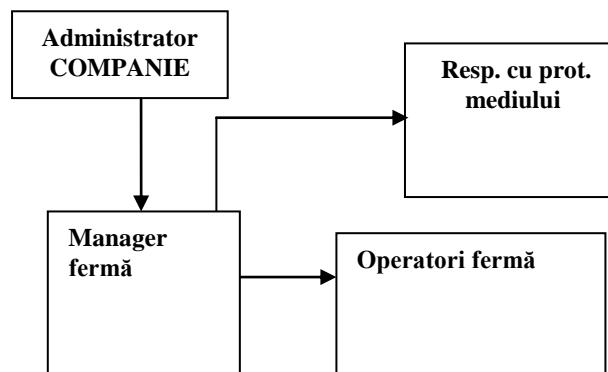 Administrator
COMPANIE
Resp. cu prot.
mediului
Manager
fermă
Operatori fermă